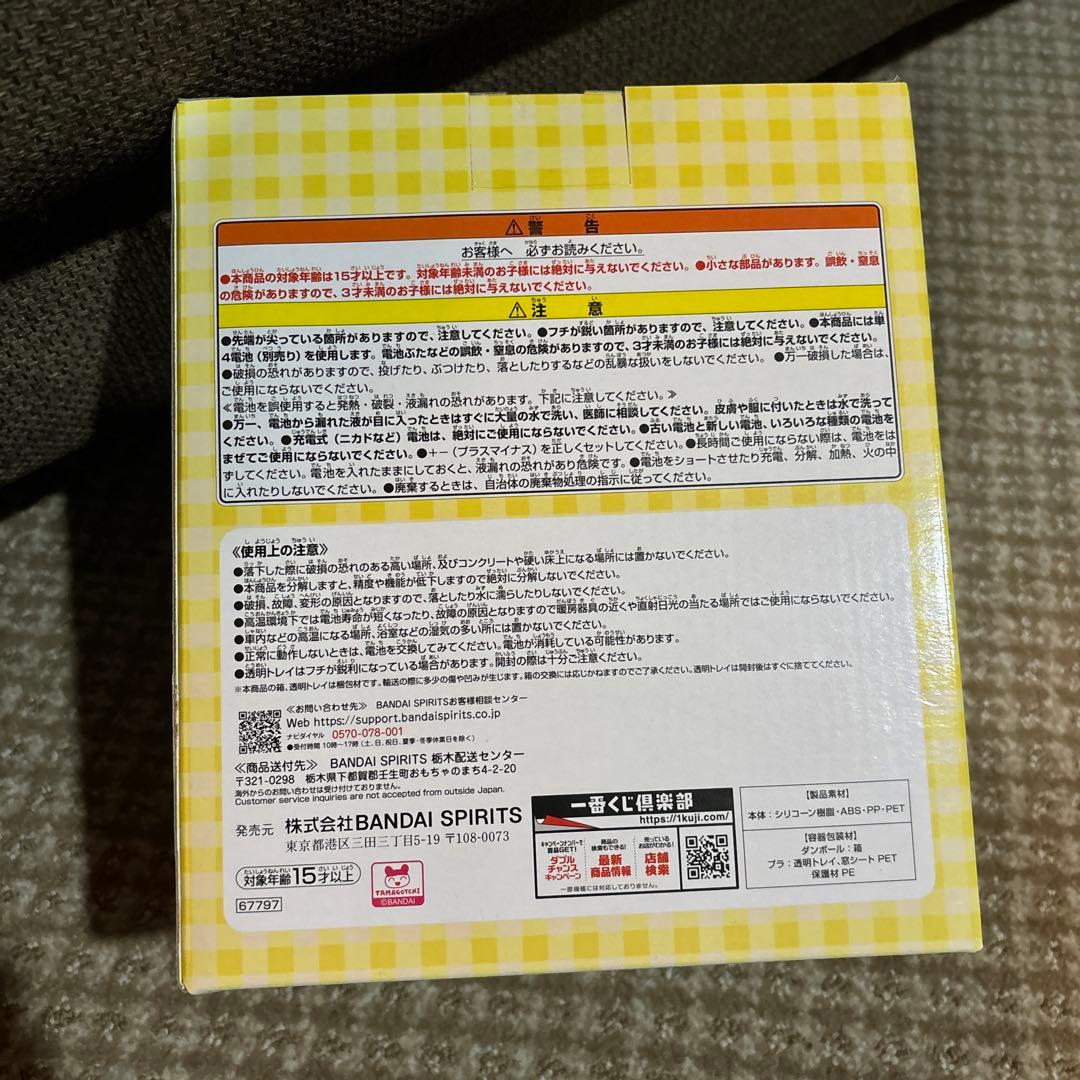 ⚠警告
お客様へ 必ずお読みください。
●本商品の対象年齢は15才以上です。対象年齢未満のお子様には絶対に与えないでください。●小さな部品があります。誤飲・窒息
の危険がありますので、3才未満のお子様には絶対に与えないでください。
⚠注意
●先端が尖っている箇所がありますので、注意してください。●フチが鋭い箇所がありますので、注意してください。●本商品には単
4電池(別売り)を使用します。電池ぶたなどの誤飲・窒息の危険がありますので、3才未満のお子様には絶対に与えないでください。
●破損の恐れがありますので、投げたり、ぶつけたり、落としたりするなどの乱暴な扱いをしないでください。●万一破損した場合は、
ご使用にならないでください。
≪電池を誤使用すると発熱・破裂・液漏れの恐れがあります。下記に注意してください。≫
●万一、電池から漏れた液が目に入ったときはすぐに大量の水で洗い、医師に相談してください。皮膚や服に付いたときは水で洗って
ください。●充電式(ニカドなど)電池は、絶対にご使用にならないでください。●古い電池と新しい電池、いろいろな種類の電池を
まぜてご使用にならないでください。●+−(プラスマイナス)を正しくセットしてください。●長時間ご使用にならない際は、電池をは
ずしてください。電池を入れたままにしておくと、液漏れの恐れがあり危険です。●電池をショートさせたり充電、分解、加熱、火の中
に入れたりしないでください。●廃棄するときは、自治体の廃棄物処理の指示に従ってください。
≪使用上の注意≫
●落下した際に破損の恐れのある高い場所、及びコンクリートや硬い床上になる場所には置かないでください。
●本商品を分解しますと、精度や機能が低下しますので絶対に分解しないでください。
●破損、故障、変形の原因となりますので、落としたり水に濡らしたりしないでください。
●高温環境下では電池寿命が短くなったり、故障の原因となりますので暖房器具の近くや直射日光の当たる場所ではご使用にならないでください。
●車内などの高温になる場所、浴室などの湿気の多い所には置かないでください。
●正常に動作しないときは、電池を交換してみてください。電池が消耗している可能性があります。
●透明トレイはフチが鋭利になっている場合があります。開封の際は十分ご注意ください。
※本商品の箱、透明トレイは梱包材です。輸送の際に多少の傷や凹みが生じます。箱の交換には応じかねますのでご了承ください。透明トレイは開封後はすぐに捨ててください。
≪お問い合わせ先≫ BANDAI SPIRITSお客様相談センター
Web https://support.bandaispirits.co.jp
ナビダイヤル 0570-078-001
●受付時間 10時〜17時(土、日、祝日、夏季・冬季休業日を除く)
≪商品送付先≫ BANDAI SPIRITS 栃木配送センター
〒321-0298 栃木県下都賀郡壬生町おもちゃのまち4-2-20
海外からのお問い合わせは受け付けておりません。
Customer service inquiries are not accepted from outside Japan.
発売元 株式会社BANDAI SPIRITS
東京都港区三田三丁目5-19 〒108-0073
対象年齢15才以上
TAMAGOTCHI
©BANDAI
67797
一番くじ倶楽部
https://1kuji.com/
キャンペーンナンバーで
賞品GET!
ダブル
チャンス
キャンペーン
商品の
検索もできる!
最新
商品情報
売っている
お店がわかる!
店舗
検索
一部機種には対応しておりません。
【製品素材】
本体:シリコーン樹脂・ABS・PP・PET
【容器包装材】
ダンボール:箱
プラ:透明トレイ、窓シート PET
保護材 PE